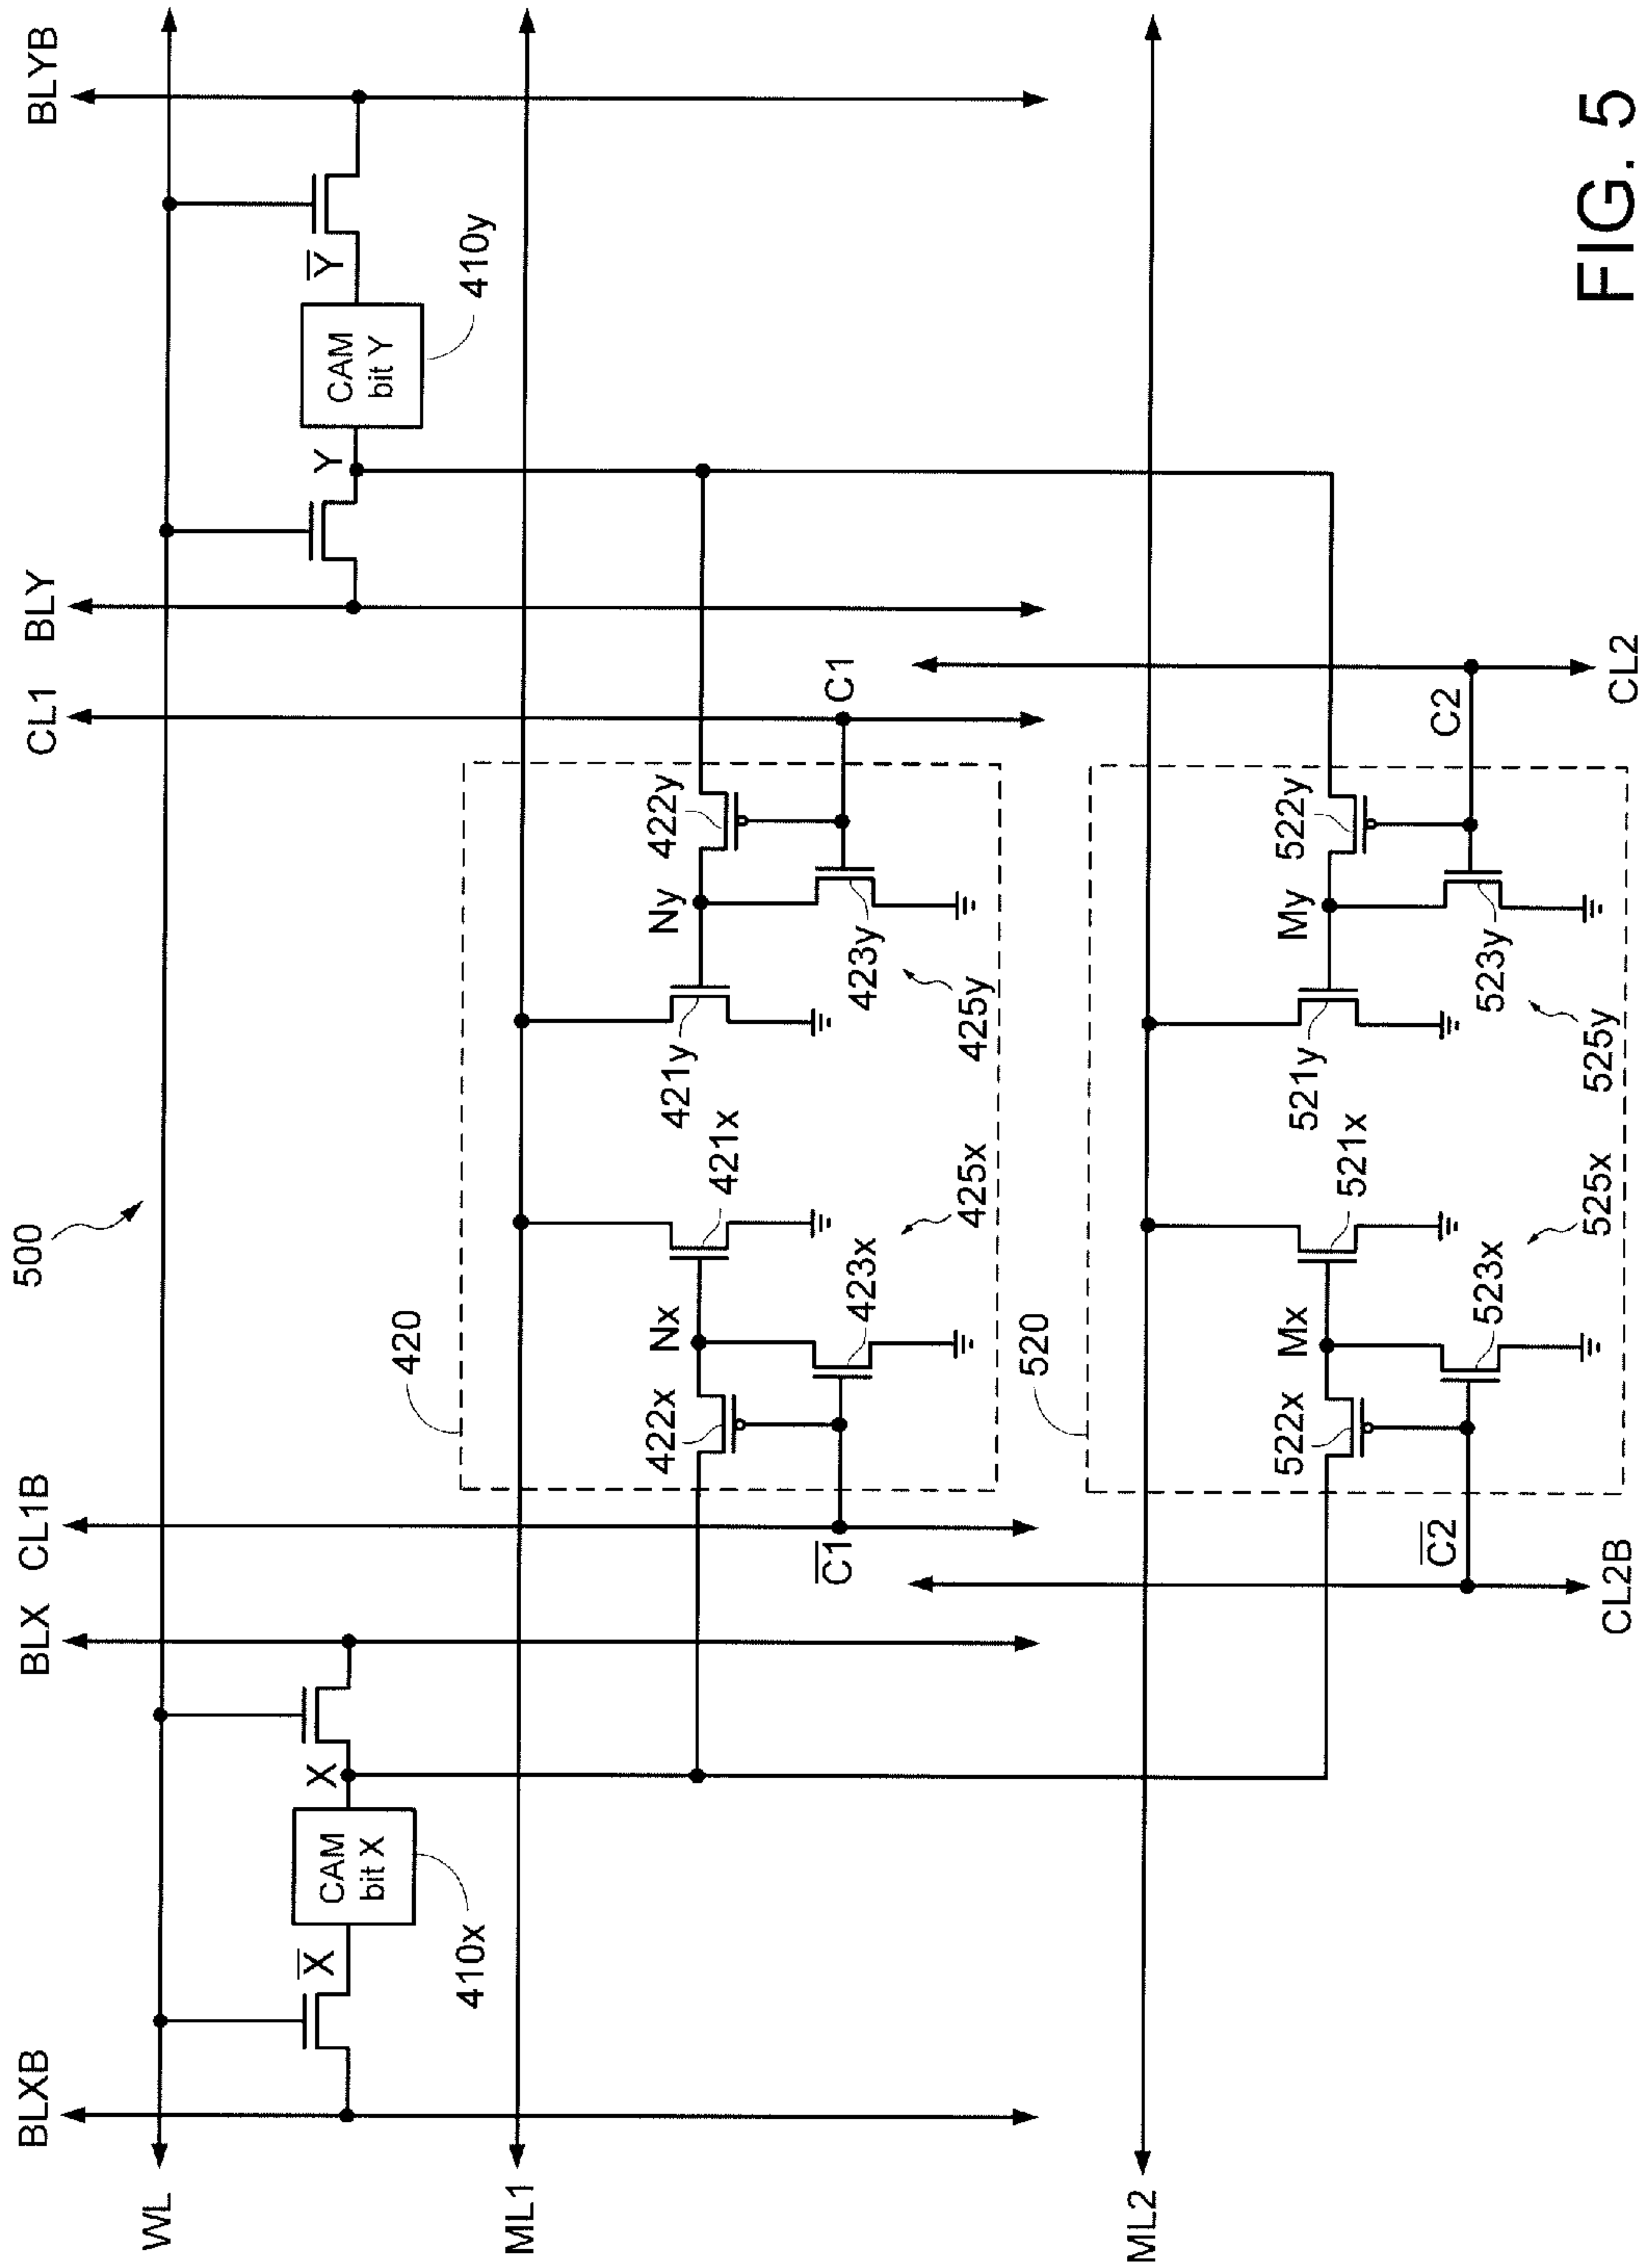 500
BLXB
BLX
CL1B
CL1
BLY
BLYB
WL
X̅
CAM
bit X
X
410x
Y
CAM
bit Y
Y̅
410y
ML1
420
422x
Nx
423x
421x
425x
C̅1̅
421y
Ny
422y
423y
425y
C1
ML2
520
522x
Mx
523x
521x
525x
C̅2̅
CL2B
521y
My
522y
523y
525y
C2
CL2
FIG. 5